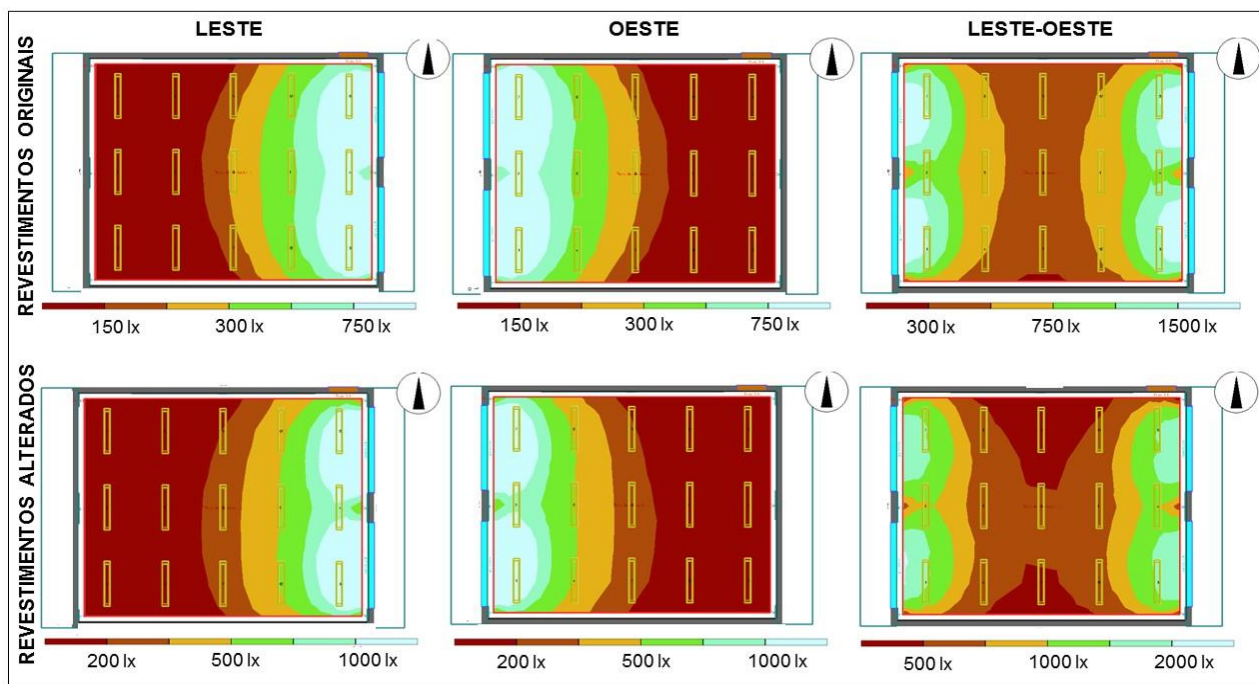 LESTE
OESTE
LESTE-OESTE
REVESTIMENTOS ORIGINAIS
150 lx 300 lx 750 lx
150 lx 300 lx 750 lx
300 lx 750 lx 1500 lx
REVESTIMENTOS ALTERADOS
200 lx 500 lx 1000 lx
200 lx 500 lx 1000 lx
500 lx 1000 lx 2000 lx